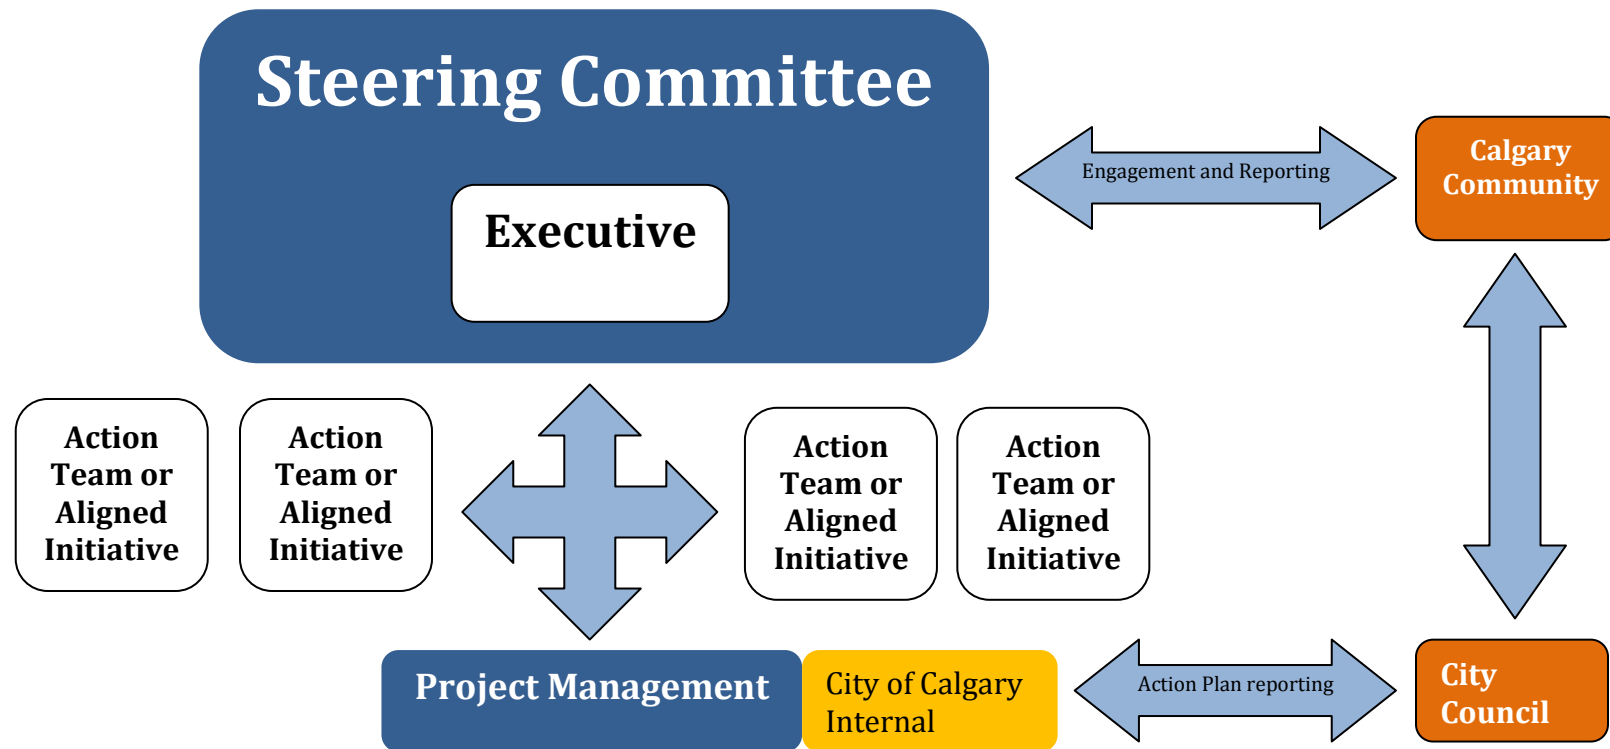 Steering Committee
Executive
Engagement and Reporting
Calgary
Community
Action
Team or
Aligned
Initiative
Action
Team or
Aligned
Initiative
Action
Team or
Aligned
Initiative
Action
Team or
Aligned
Initiative
Project Management
City of Calgary
Internal
Action Plan reporting
City
Council